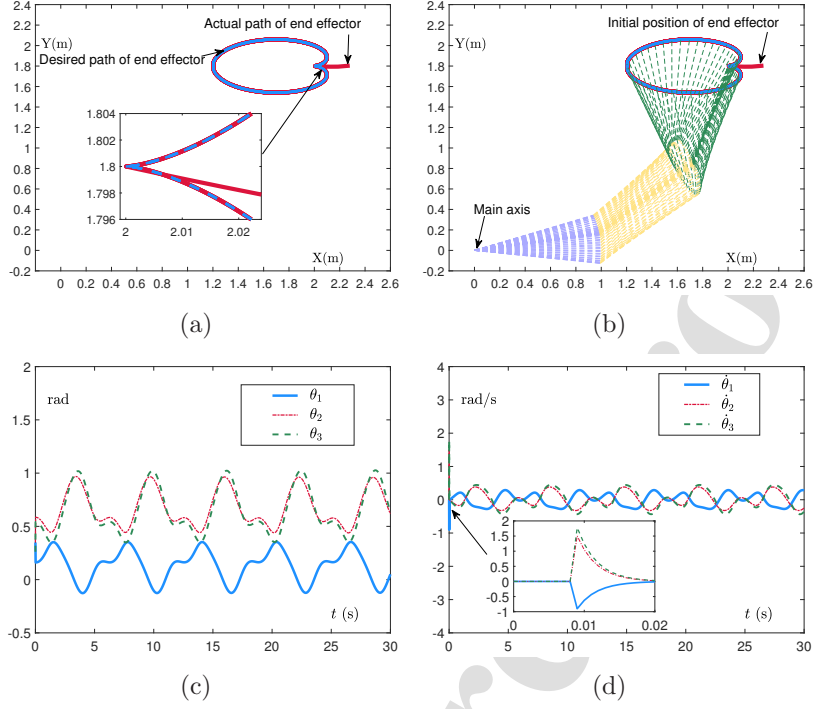 Actual path of end effector
Y(m)
Desired path of end effector
2.2
2
1.8
1.6
1.4
1.2
1
0.8
0.6
0.4
0.2
0
-0.2
1.804
1.802
1.8
1.798
1.796
2 2.01 2.02
X(m)
0 0.2 0.4 0.6 0.8 1 1.2 1.4 1.6 1.8 2 2.2 2.4 2.6
(a)
Initial position of end effector
Y(m)
2.2
2
1.8
1.6
1.4
1.2
1
0.8
0.6
0.4
0.2
0
-0.2
Main axis
X(m)
0 0.2 0.4 0.6 0.8 1 1.2 1.4 1.6 1.8 2 2.2 2.4 2.6
(b)
2
1.5
1
0.5
0
-0.5
rad
θ1
θ2
θ3
t (s)
0 5 10 15 20 25 30
(c)
4
3
2
1
0
-1
-2
-3
-4
rad/s
θ̇1
θ̇2
θ̇3
2
1.5
1
0.5
0
-0.5
-1
0 0.01 0.02
t (s)
0 5 10 15 20 25 30
(d)